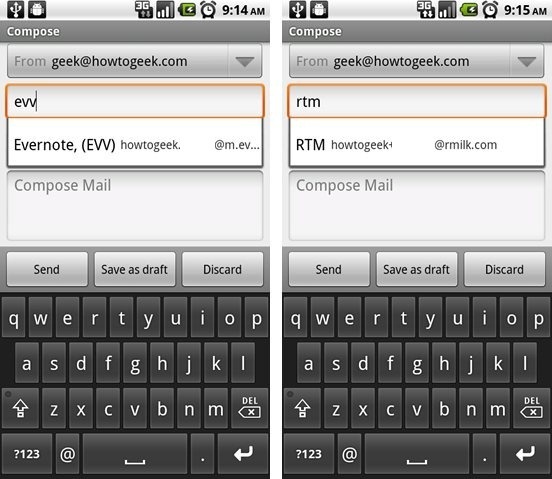 3G 9:14 AM
Compose
From geek@howtogeek.com
evv
Evernote, (EVV) howtogeek. @m.ev...
Compose Mail
Send Save as draft Discard
q w e r t y u i o p
a s d f g h j k l
z x c v b n m DEL
?123 @ .
3G 9:15 AM
Compose
From geek@howtogeek.com
rtm
RTM howtogeek+ @rmilk.com
Compose Mail
Send Save as draft Discard
q w e r t y u i o p
a s d f g h j k l
z x c v b n m DEL
?123 @ .